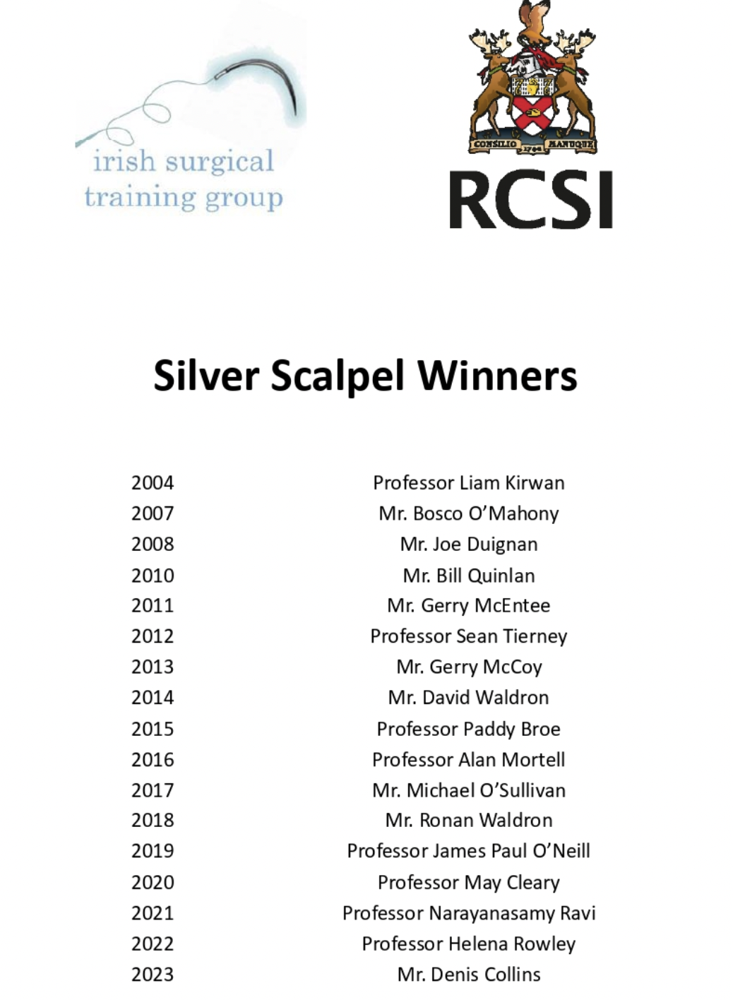 irish surgical
training group
CONSILIO 1784 MANUQUE
RCSI
Silver Scalpel Winners
2004 Professor Liam Kirwan
2007 Mr. Bosco O’Mahony
2008 Mr. Joe Duignan
2010 Mr. Bill Quinlan
2011 Mr. Gerry McEntee
2012 Professor Sean Tierney
2013 Mr. Gerry McCoy
2014 Mr. David Waldron
2015 Professor Paddy Broe
2016 Professor Alan Mortell
2017 Mr. Michael O’Sullivan
2018 Mr. Ronan Waldron
2019 Professor James Paul O’Neill
2020 Professor May Cleary
2021 Professor Narayanasamy Ravi
2022 Professor Helena Rowley
2023 Mr. Denis Collins